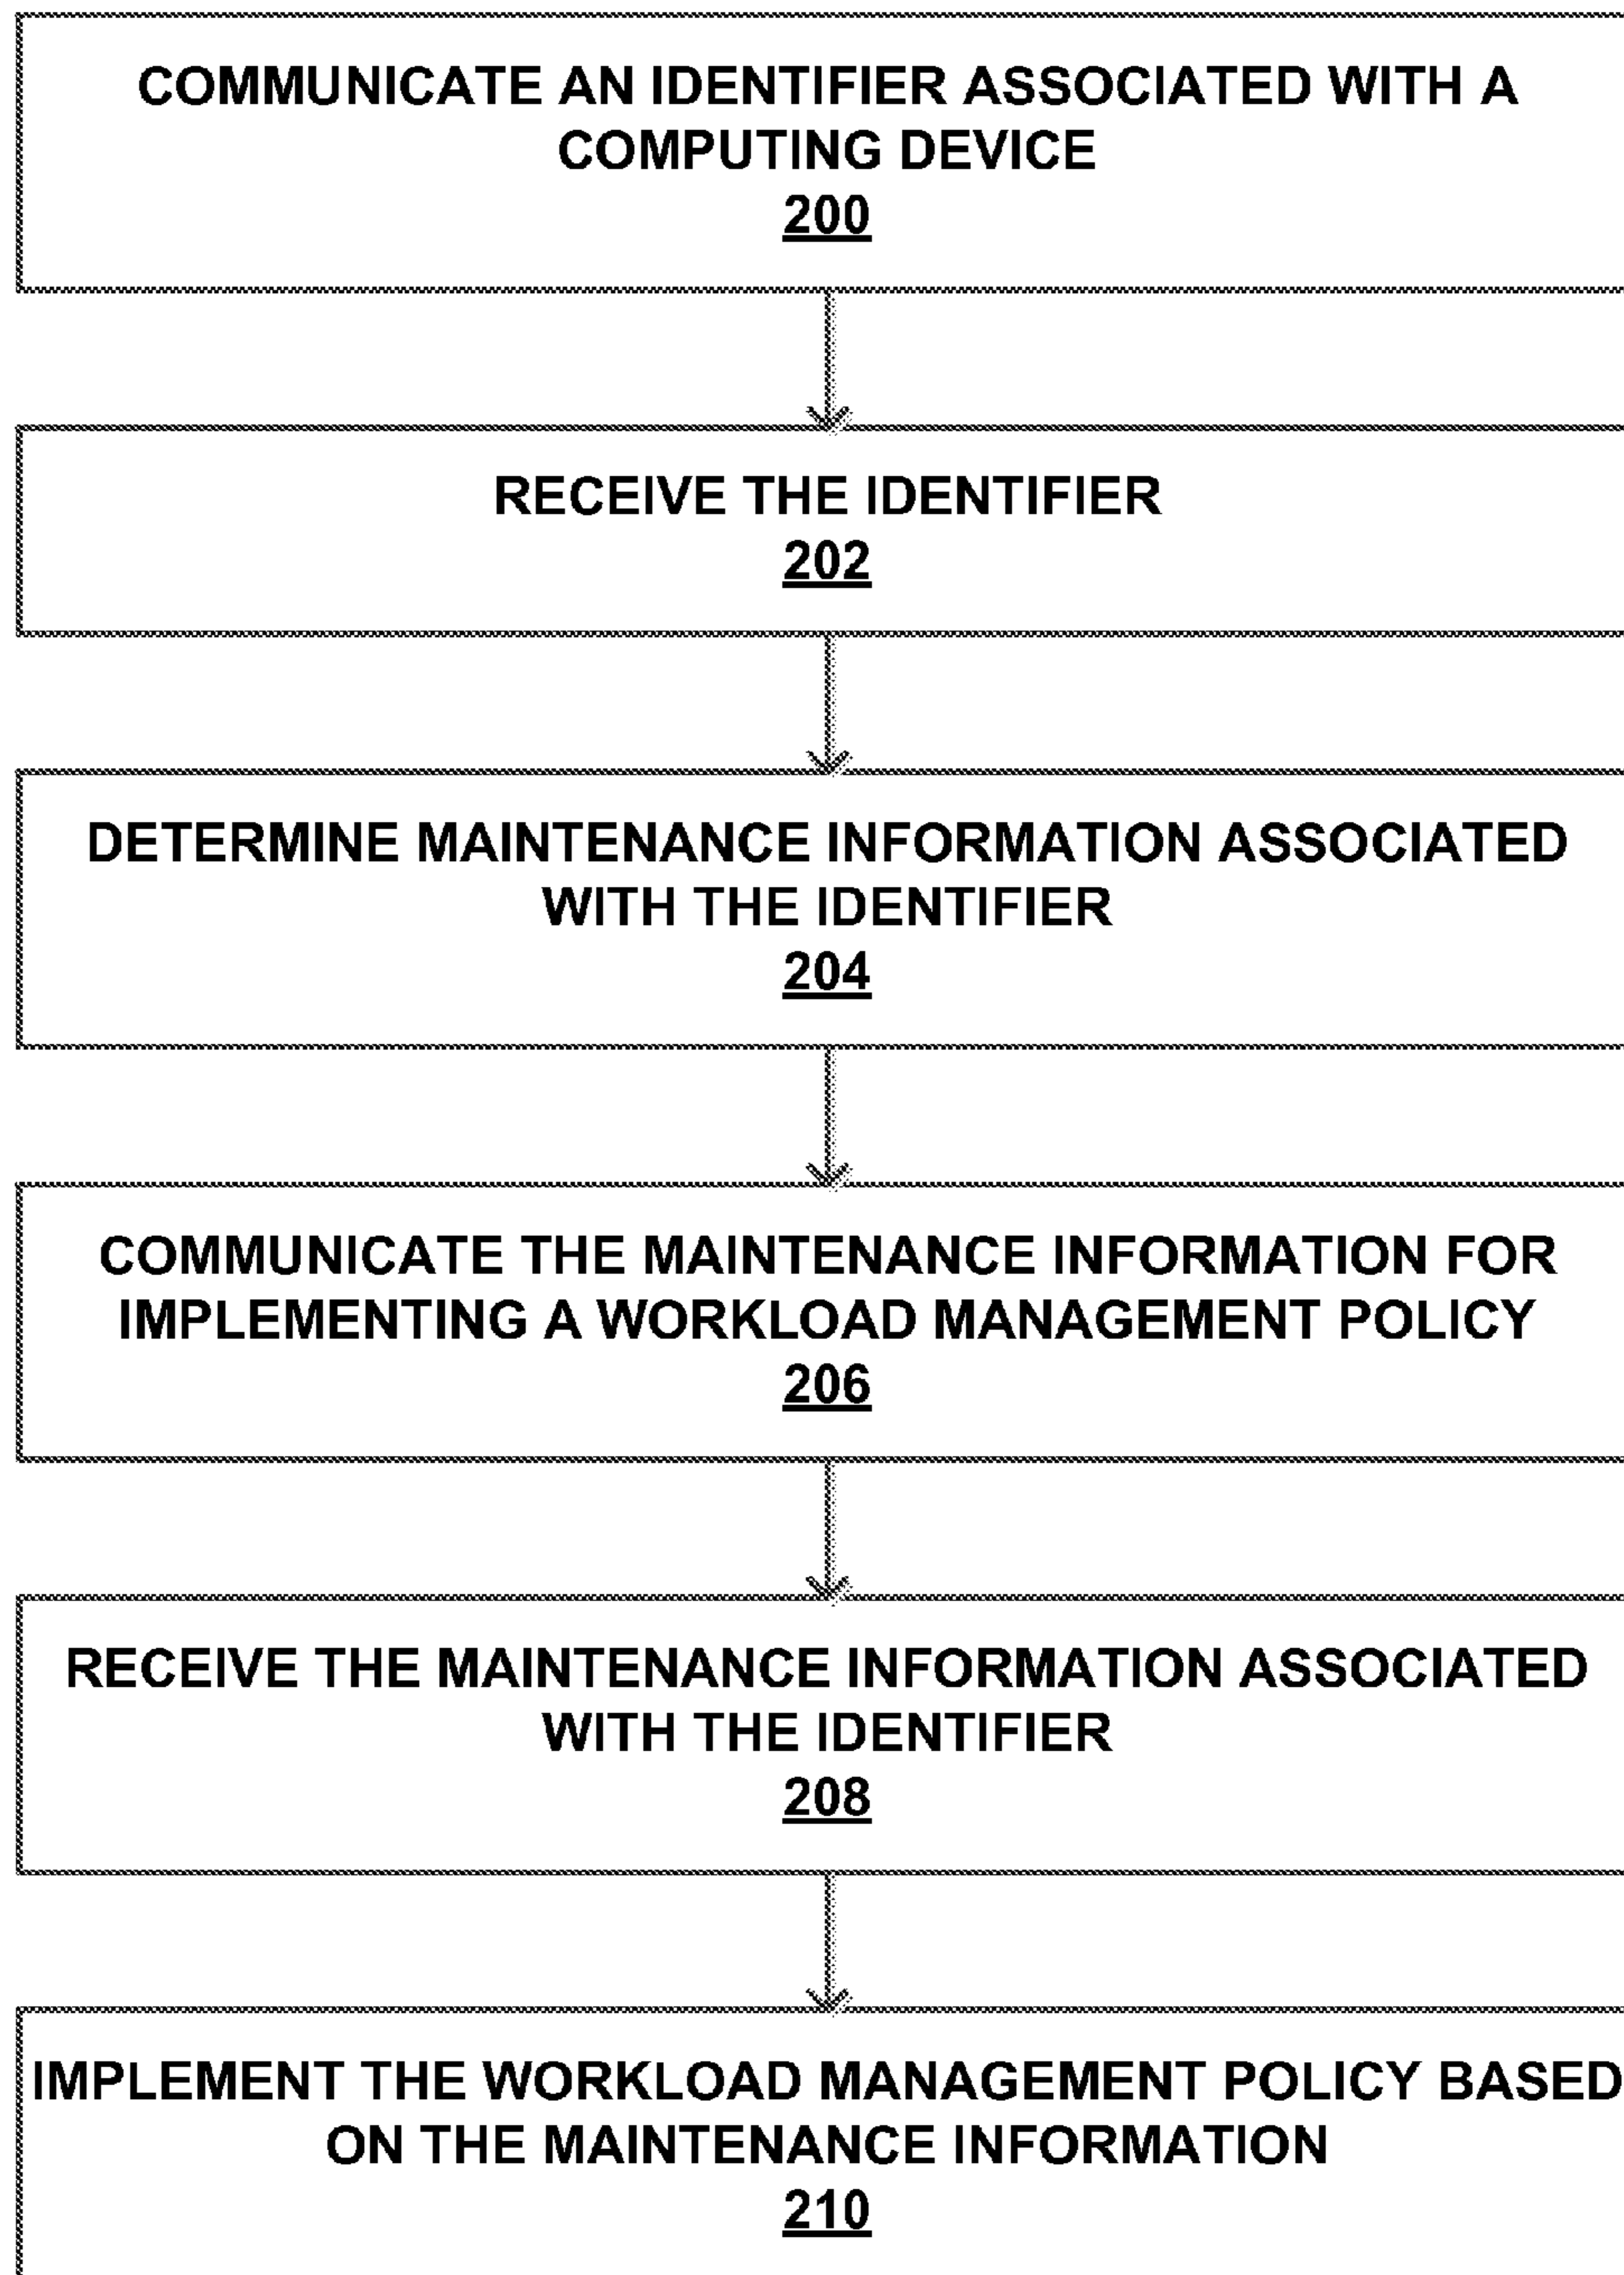 COMMUNICATE AN IDENTIFIER ASSOCIATED WITH A
COMPUTING DEVICE
200
RECEIVE THE IDENTIFIER
202
DETERMINE MAINTENANCE INFORMATION ASSOCIATED
WITH THE IDENTIFIER
204
COMMUNICATE THE MAINTENANCE INFORMATION FOR
IMPLEMENTING A WORKLOAD MANAGEMENT POLICY
206
RECEIVE THE MAINTENANCE INFORMATION ASSOCIATED
WITH THE IDENTIFIER
208
IMPLEMENT THE WORKLOAD MANAGEMENT POLICY BASED
ON THE MAINTENANCE INFORMATION
210